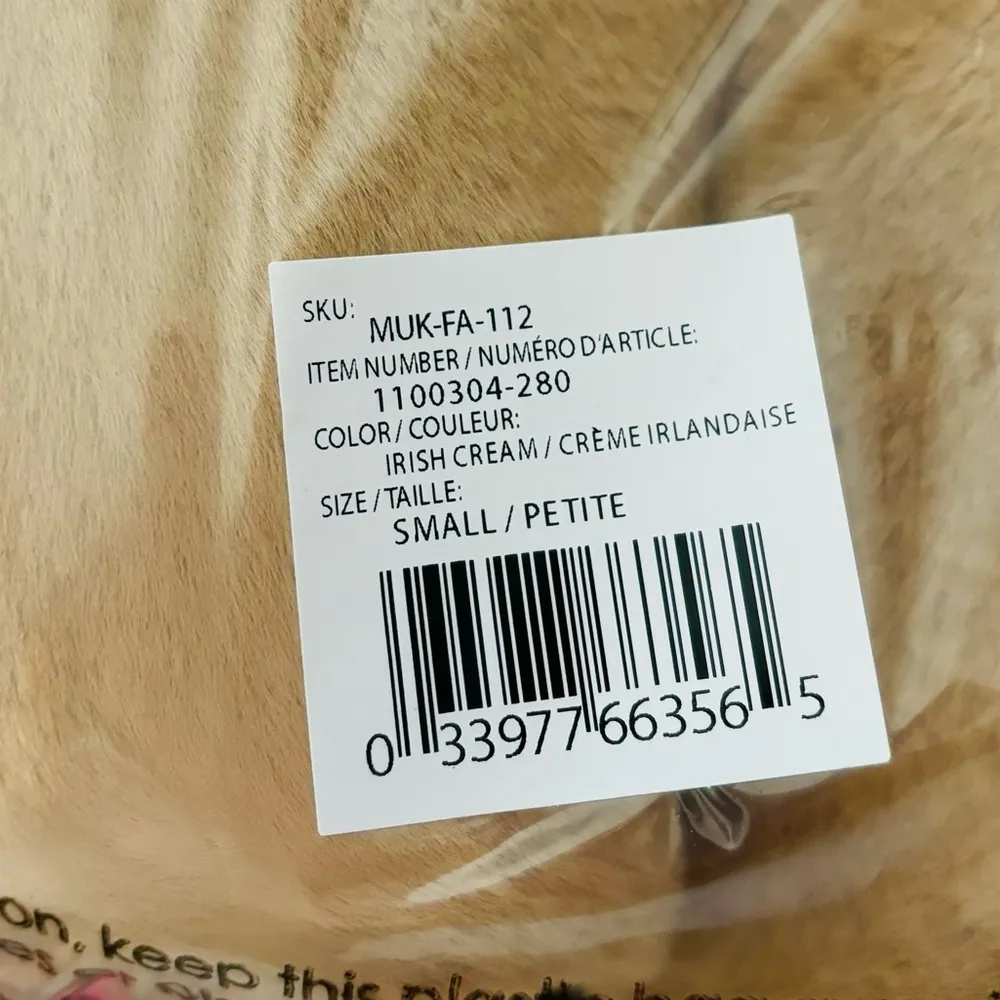 SKU:
MUK-FA-112
ITEM NUMBER / NUMÉRO D'ARTICLE:
1100304-280
COLOR / COULEUR:
IRISH CREAM / CRÈME IRLANDAISE
SIZE / TAILLE:
SMALL / PETITE
0 33977 66356 5
on, keep this
es